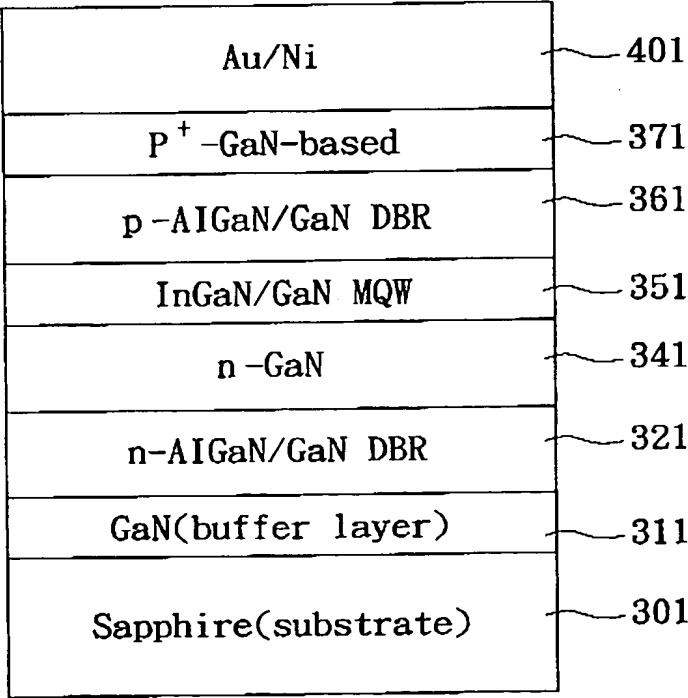 Au/Ni 401
P⁺-GaN-based 371
p-AlGaN/GaN DBR 361
InGaN/GaN MQW 351
n-GaN 341
n-AlGaN/GaN DBR 321
GaN(buffer layer) 311
Sapphire(substrate) 301